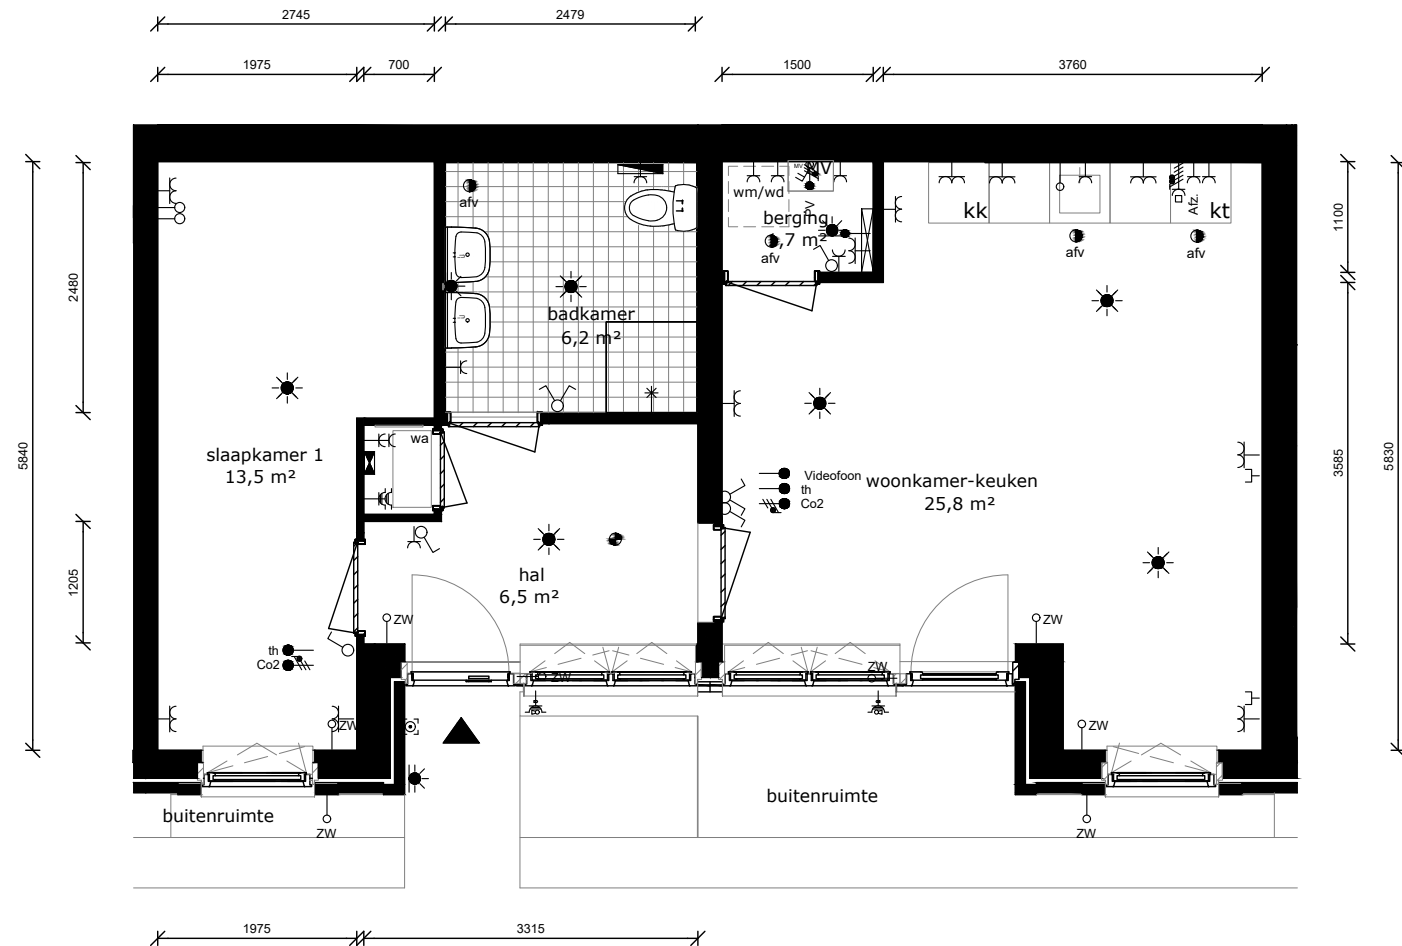 2745
2479
1975
700
1500
3760
5840
2480
1205
1100
3585
5830
afv
wm/wd
MV
berging
,7 m²
afv
kk
afv
Afz.
kt
afv
badkamer
6,2 m²
slaapkamer 1
13,5 m²
wa
Videofoon
th
Co2
woonkamer-keuken
25,8 m²
hal
6,5 m²
ZW
ZW
th
Co2
ZW
ZW
ZW
ZW
buitenruimte
buitenruimte
ZW
ZW
1975
3315